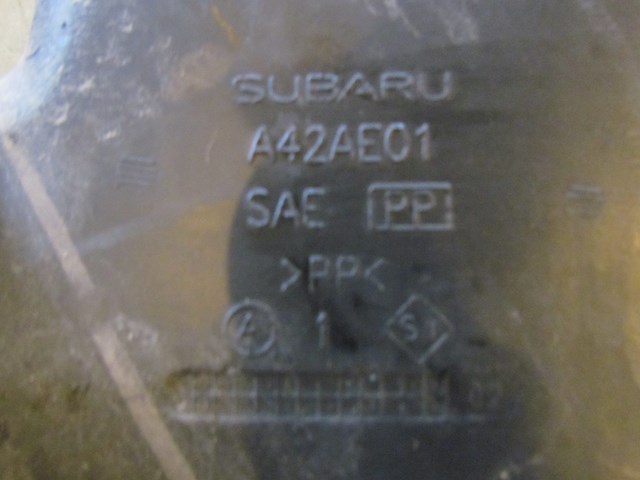 SUBARU
A42AE01
SAE PP
>PP<
A 1 S